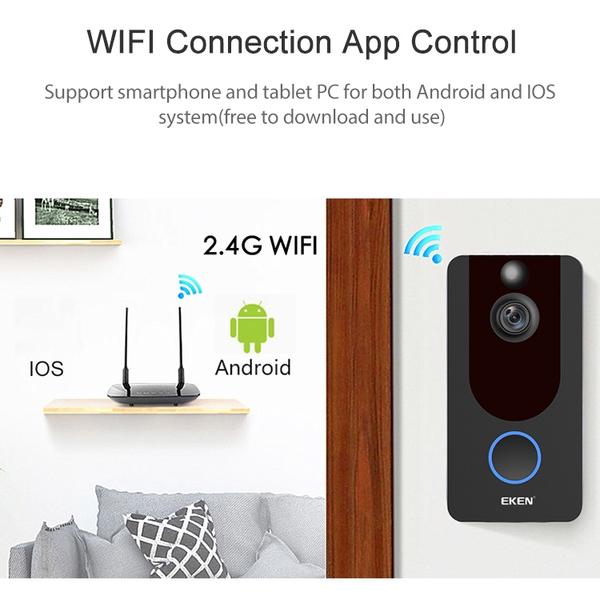 WIFI Connection App Control
Support smartphone and tablet PC for both Android and IOS
system(free to download and use)
2.4G WIFI
IOS
Android
EKEN